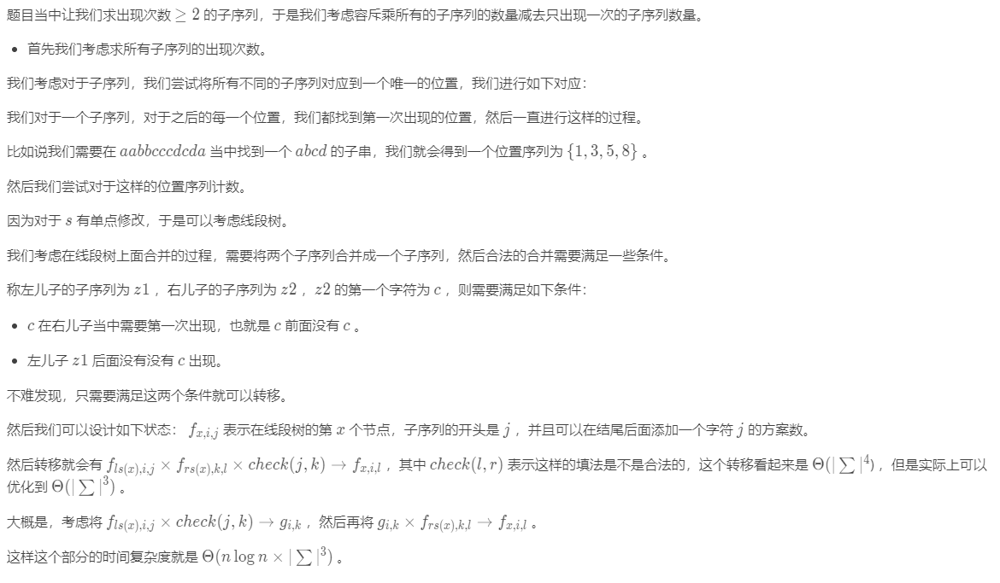 题目当中让我们求出现次数 ≥ 2 的子序列，于是我们考虑容斥乘所有的子序列的数量减去只出现一次的子序列数量。
• 首先我们考虑求所有子序列的出现次数。
我们考虑对于子序列，我们尝试将所有不同的子序列对应到一个唯一的位置，我们进行如下对应：
我们对于一个子序列，对于之后的每一个位置，我们都找到第一次出现的位置，然后一直进行这样的过程。
比如说我们需要在 aabbcccdcda 当中找到一个 abcd 的子串，我们就会得到一个位置序列为 {1, 3, 5, 8} 。
然后我们尝试对于这样的位置序列计数。
因为对于 s 有单点修改，于是可以考虑线段树。
我们考虑在线段树上面合并的过程，需要将两个子序列合并成一个子序列，然后合法的合并需要满足一些条件。
称左儿子的子序列为 z1 ，右儿子的子序列为 z2 ，z2 的第一个字符为 c ，则需要满足如下条件：
• c 在右儿子当中需要第一次出现，也就是 c 前面没有 c 。
• 左儿子 z1 后面没有没有 c 出现。
不难发现，只需要满足这两个条件就可以转移。
然后我们可以设计如下状态： f_{x,i,j} 表示在线段树的第 x 个节点，子序列的开头是 j ，并且可以在结尾后面添加一个字符 j 的方案数。
然后转移就会有 f_{ls(x),i,j} × f_{rs(x),k,l} × check(j, k) → f_{x,i,l} ，其中 check(l, r) 表示这样的填法是不是合法的，这个转移看起来是 Θ(|∑|^4) ，但是实际上可以
优化到 Θ(|∑|^3) 。
大概是，考虑将 f_{ls(x),i,j} × check(j, k) → g_{i,k} ，然后再将 g_{i,k} × f_{rs(x),k,l} → f_{x,i,l} 。
这样这个部分的时间复杂度就是 Θ(n log n × |∑|^3) 。